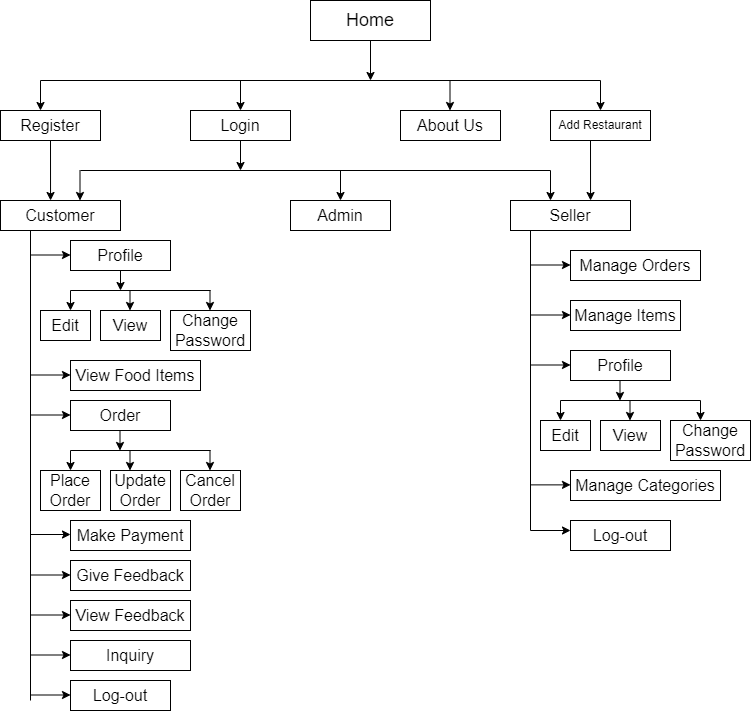 Home
Register
Login
About Us
Add Restaurant
Customer
Admin
Seller
Profile
Edit
View
Change
Password
View Food Items
Order
Place
Order
Update
Order
Cancel
Order
Make Payment
Give Feedback
View Feedback
Inquiry
Log-out
Manage Orders
Manage Items
Profile
Edit
View
Change
Password
Manage Categories
Log-out